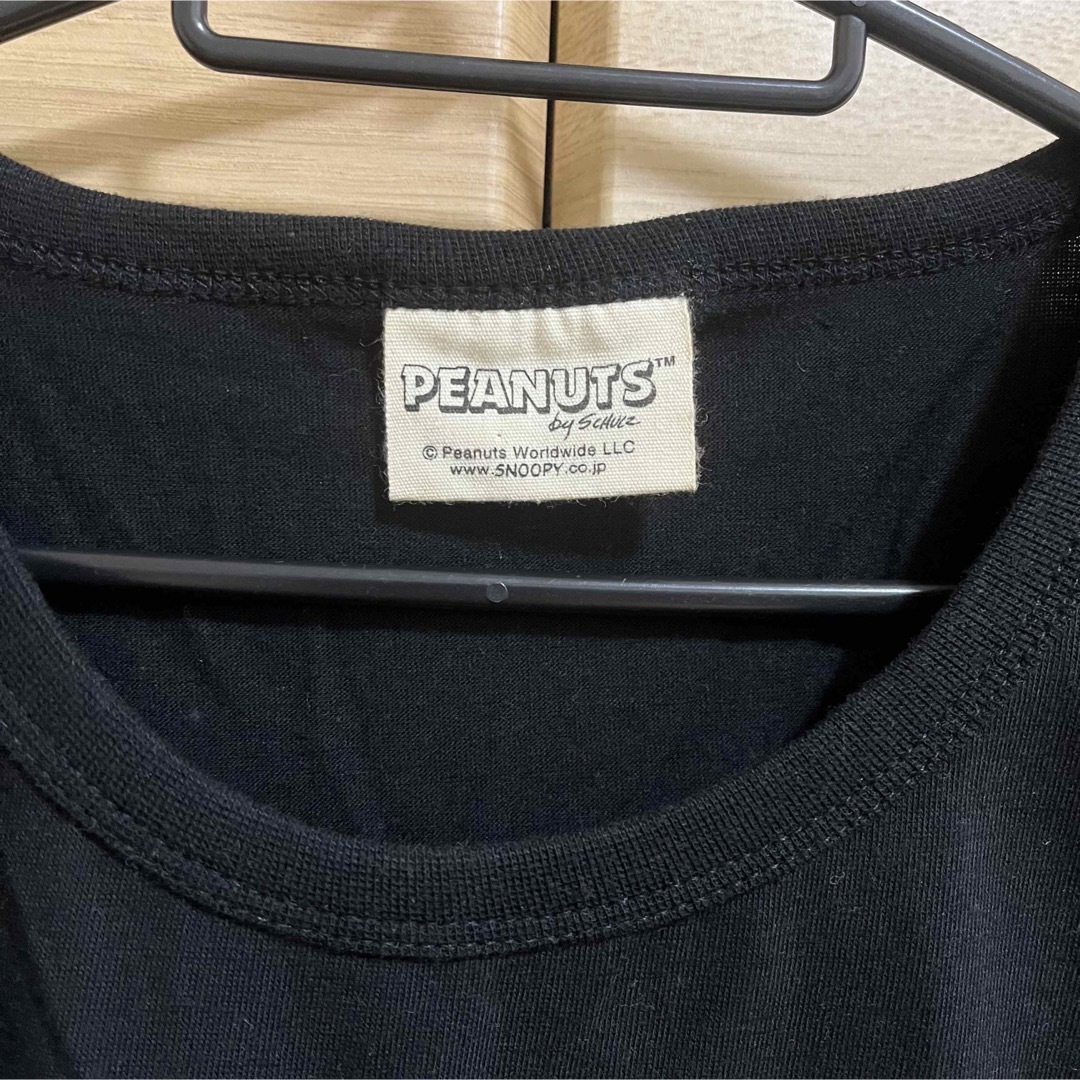 PEANUTS™
by SCHULZ
© Peanuts Worldwide LLC
www.SNOOPY.co.jp